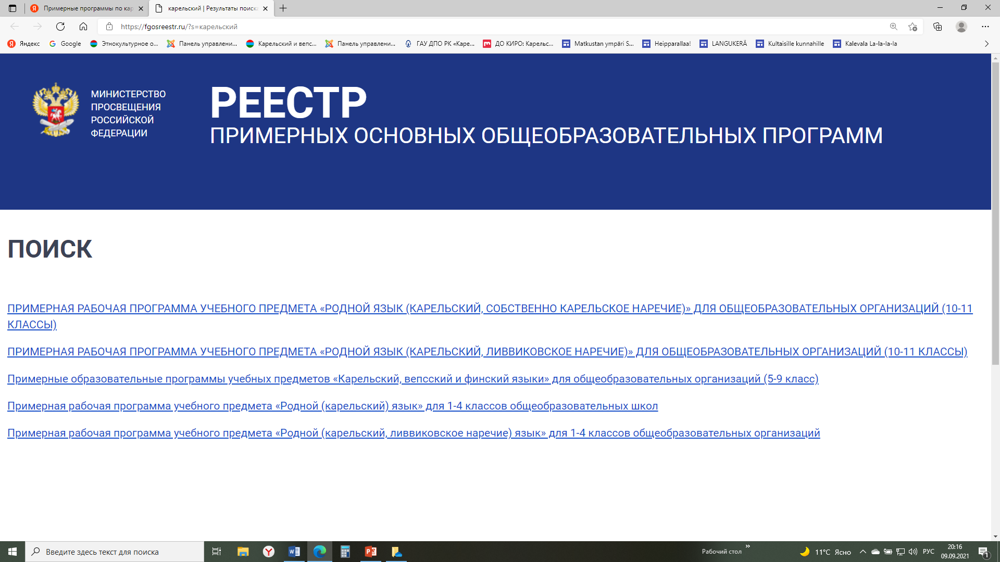 Примерные программы по кар
карельский | Результаты поиска
https://fgosreestr.ru/?s=карельский
Яндекс
Google
Этнокультурное о...
Панель управлени...
Карельский и вепс...
Панель управлени...
ГАУ ДПО РК «Каре...
ДО КИРО: Карельс...
Matkustan ympäri S...
Heipparallaa!
LANGUKERÄ
Kultaisille kunnahille
Kalevala La-la-la-la
МИНИСТЕРСТВО
ПРОСВЕЩЕНИЯ
РОССИЙСКОЙ
ФЕДЕРАЦИИ
РЕЕСТР
ПРИМЕРНЫХ ОСНОВНЫХ ОБЩЕОБРАЗОВАТЕЛЬНЫХ ПРОГРАММ
ПОИСК
ПРИМЕРНАЯ РАБОЧАЯ ПРОГРАММА УЧЕБНОГО ПРЕДМЕТА «РОДНОЙ ЯЗЫК (КАРЕЛЬСКИЙ, СОБСТВЕННО КАРЕЛЬСКОЕ НАРЕЧИЕ)» ДЛЯ ОБЩЕОБРАЗОВАТЕЛЬНЫХ ОРГАНИЗАЦИЙ (10-11
КЛАССЫ)
ПРИМЕРНАЯ РАБОЧАЯ ПРОГРАММА УЧЕБНОГО ПРЕДМЕТА «РОДНОЙ ЯЗЫК (КАРЕЛЬСКИЙ, ЛИВВИКОВСКОЕ НАРЕЧИЕ)» ДЛЯ ОБЩЕОБРАЗОВАТЕЛЬНЫХ ОРГАНИЗАЦИЙ (10-11 КЛАССЫ)
Примерные образовательные программы учебных предметов «Карельский, вепсский и финский языки» для общеобразовательных организаций (5-9 класс)
Примерная рабочая программа учебного предмета «Родной (карельский) язык» для 1-4 классов общеобразовательных школ
Примерная рабочая программа учебного предмета «Родной (карельский, ливвиковское наречие) язык» для 1-4 классов общеобразовательных организаций
Введите здесь текст для поиска
Рабочий стол
11°C Ясно
РУС
20:16
09.09.2021
1